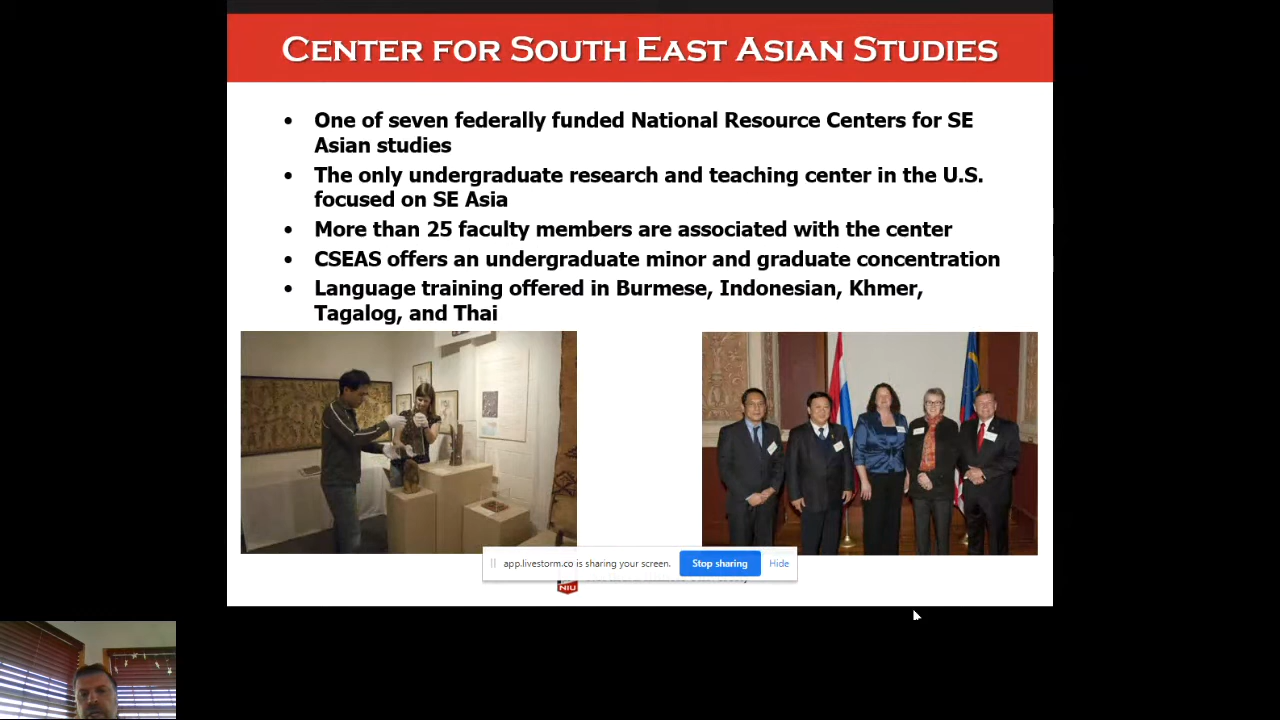 CENTER FOR SOUTH EAST ASIAN STUDIES
• One of seven federally funded National Resource Centers for SE
Asian studies
• The only undergraduate research and teaching center in the U.S.
focused on SE Asia
• More than 25 faculty members are associated with the center
• CSEAS offers an undergraduate minor and graduate concentration
• Language training offered in Burmese, Indonesian, Khmer,
Tagalog, and Thai
app.livestorm.co is sharing your screen.
Stop sharing
Hide
NIU